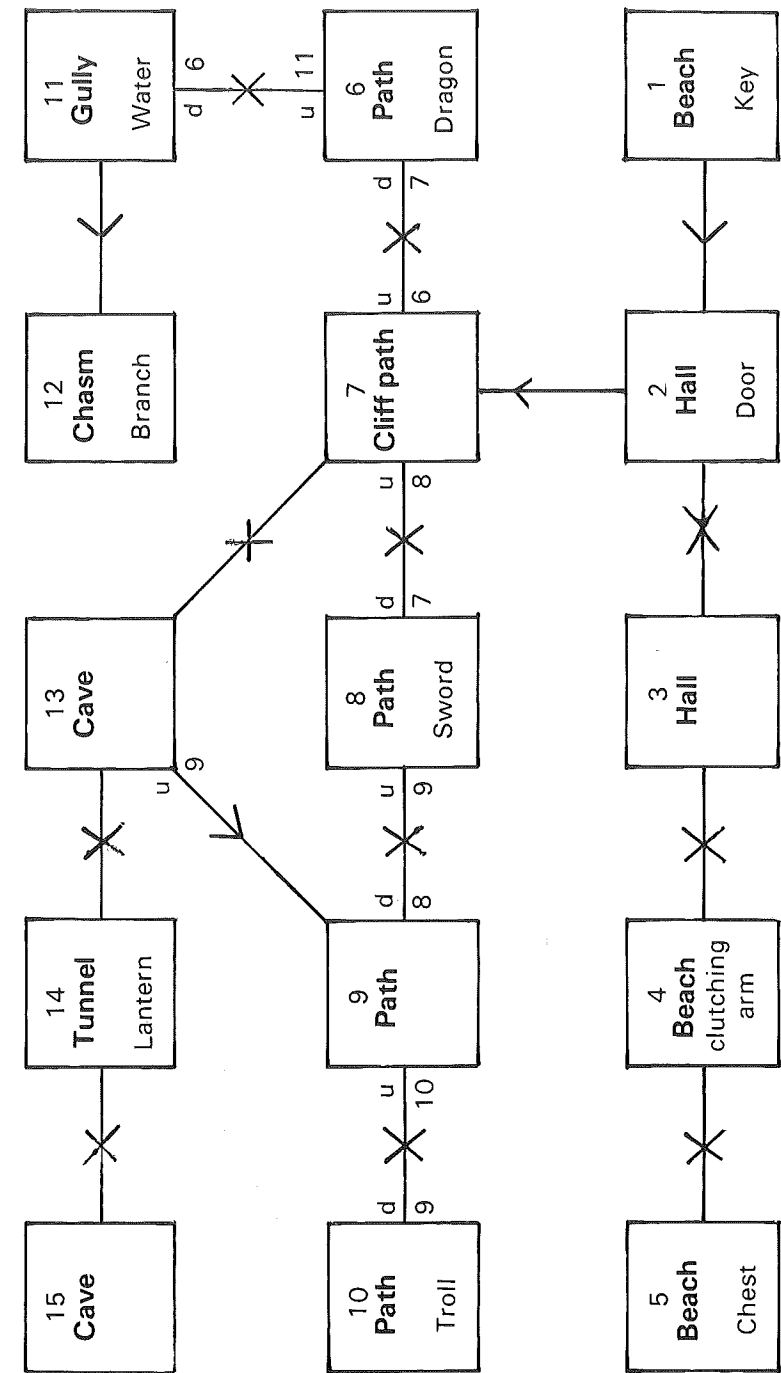 15
Cave
14
Tunnel
Lantern
13
Cave
12
Chasm
Branch
11
Gully
Water
u 9
d 6
u 11
10
Path
Troll
d
9
u
10
9
Path
d
8
u
9
8
Path
Sword
d
7
u
8
7
Cliff path
u
6
d
7
6
Path
Dragon
5
Beach
Chest
4
Beach
clutching
arm
3
Hall
2
Hall
Door
1
Beach
Key